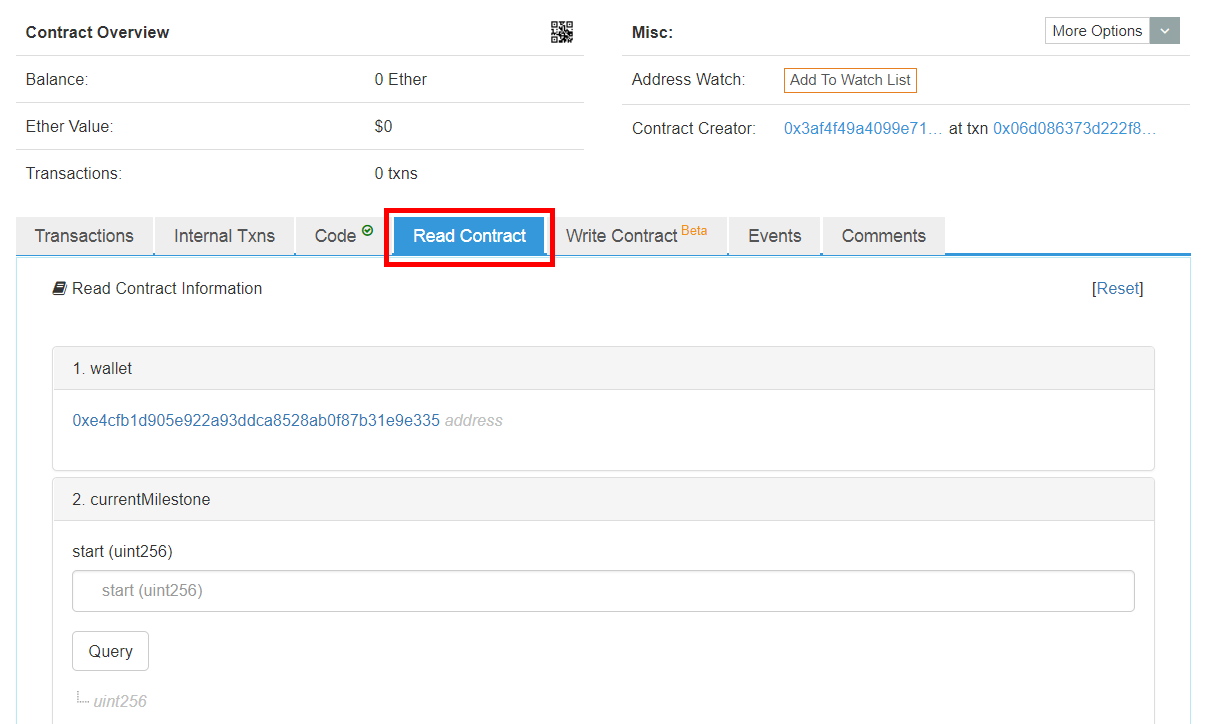 Contract Overview
Balance: 0 Ether
Ether Value: $0
Transactions: 0 txns
Misc: More Options
Address Watch: Add To Watch List
Contract Creator: 0x3af4f49a4099e71... at txn 0x06d086373d222f8...
Transactions Internal Txns Code Read Contract Write Contract Beta Events Comments
Read Contract Information [Reset]
1. wallet
0xe4cfb1d905e922a93ddca8528ab0f87b31e9e335 address
2. currentMilestone
start (uint256)
start (uint256)
Query
uint256